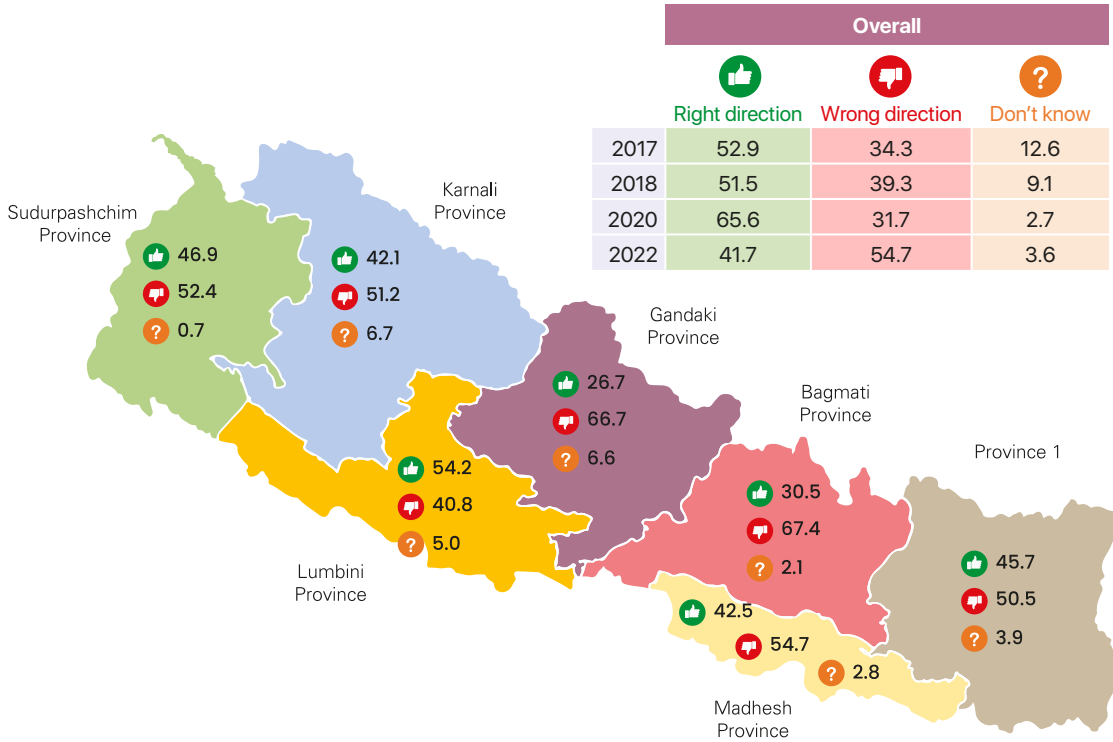 Overall
Right direction Wrong direction Don't know
2017 52.9 34.3 12.6
2018 51.5 39.3 9.1
2020 65.6 31.7 2.7
2022 41.7 54.7 3.6
Sudurpashchim
Province
46.9
52.4
? 0.7
Karnali
Province
42.1
51.2
? 6.7
Gandaki
Province
26.7
66.7
? 6.6
Bagmati
Province
30.5
67.4
? 2.1
Province 1
45.7
50.5
? 3.9
54.2
40.8
? 5.0
Lumbini
Province
42.5
54.7
? 2.8
Madhesh
Province